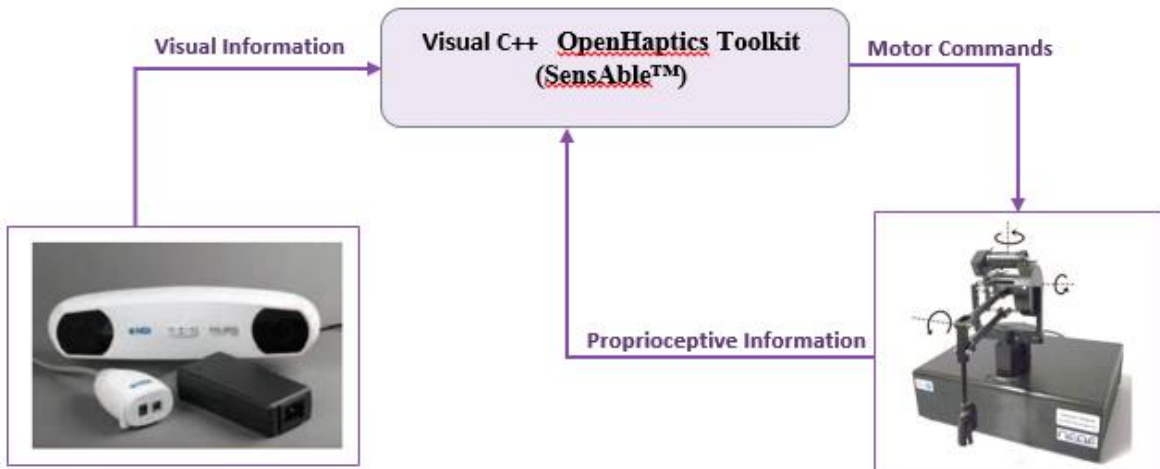 Visual Information
Visual C++ OpenHaptics Toolkit
(SensAble™)
Motor Commands
Proprioceptive Information
NDI